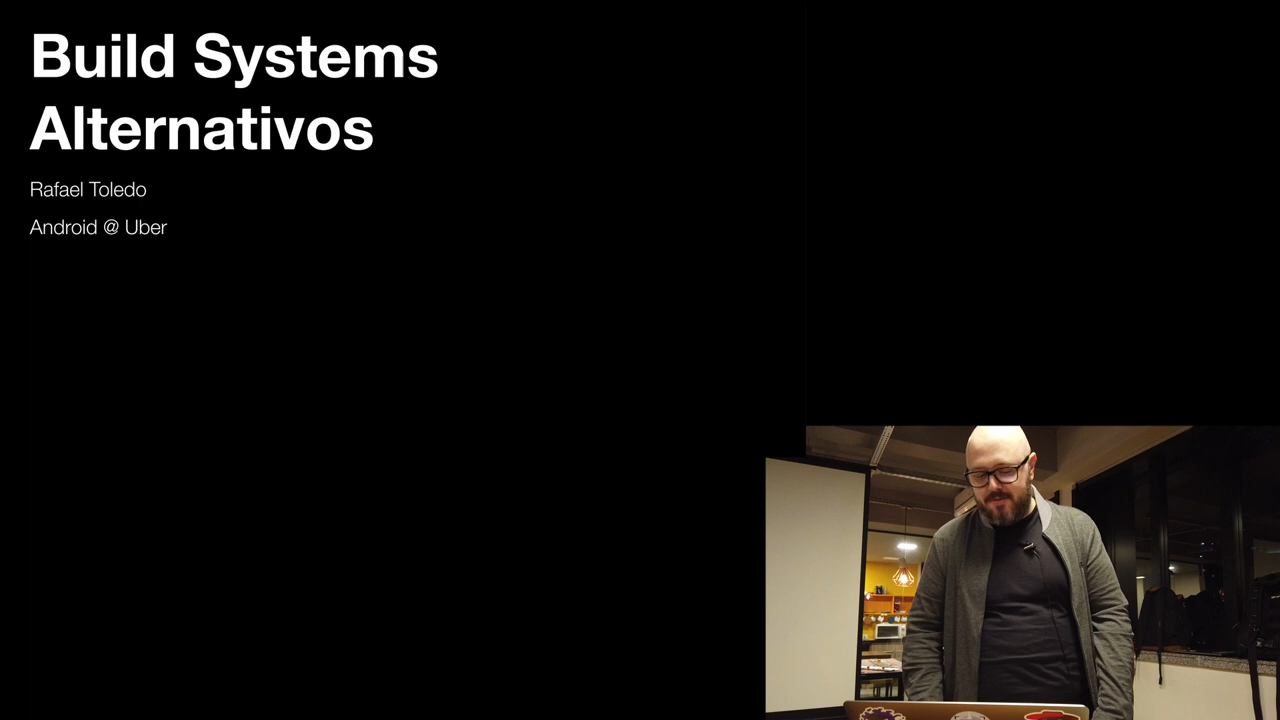 Build Systems
Alternativos
Rafael Toledo
Android @ Uber